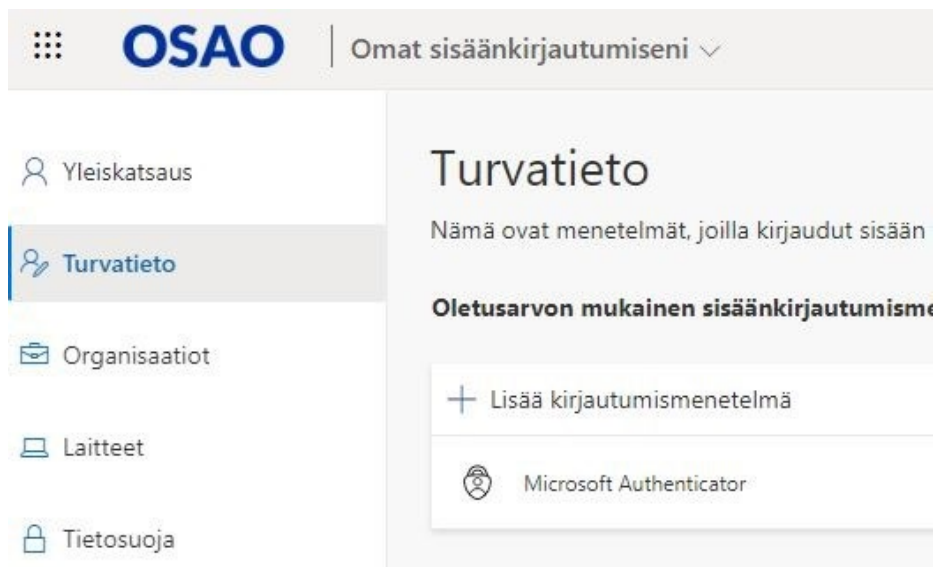 OSAO
Omat sisäänkirjautumiseni
Yleiskatsaus
Turvatieto
Organisaatiot
Laitteet
Tietosuoja
Turvatieto
Nämä ovat menetelmät, joilla kirjaudut sisään
Oletusarvon mukainen sisäänkirjautumisme
Lisää kirjautumismenetelmä
Microsoft Authenticator